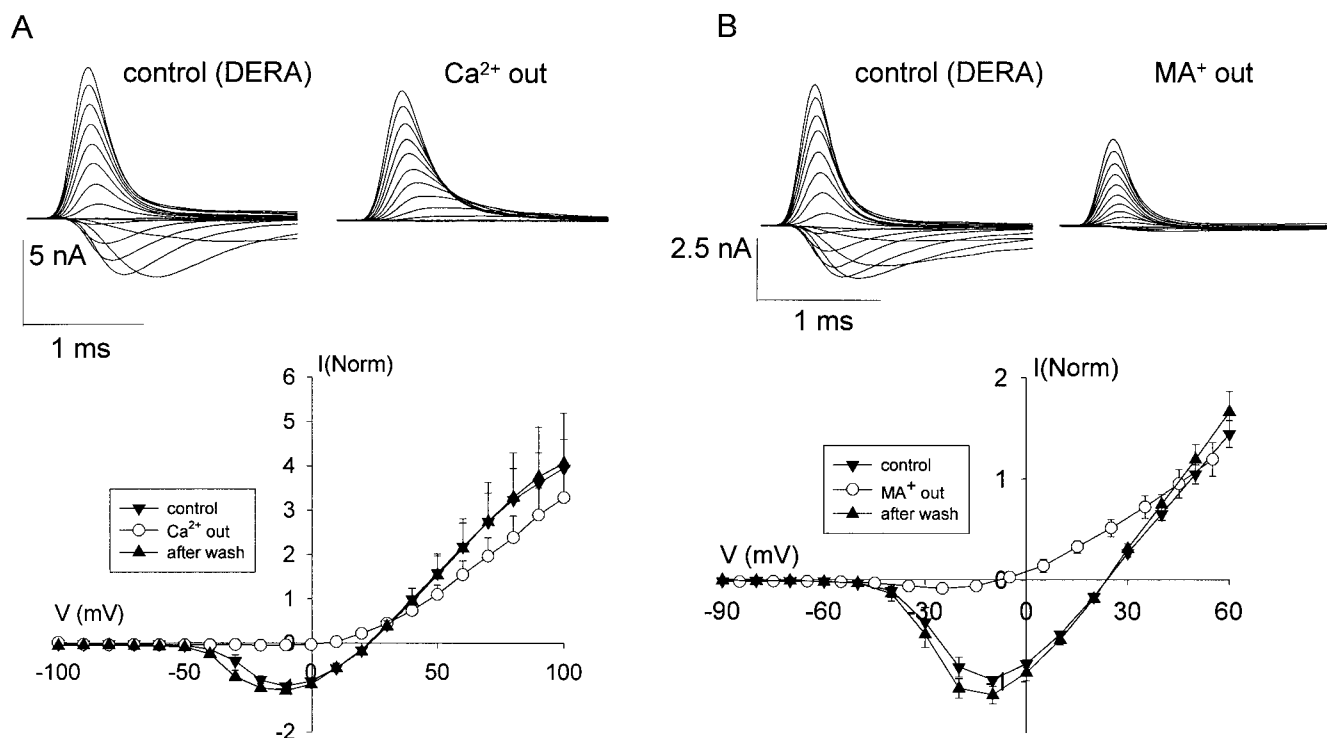 A
control (DERA)
Ca²⁺ out
5 nA
1 ms
I(Norm)
6
5
4
3
2
1
0
-2
control
Ca²⁺ out
after wash
V (mV)
-100
-50
0
50
100
B
control (DERA)
MA⁺ out
2.5 nA
1 ms
I(Norm)
2
1
0
-1
control
MA⁺ out
after wash
V (mV)
-90
-60
-30
0
30
60